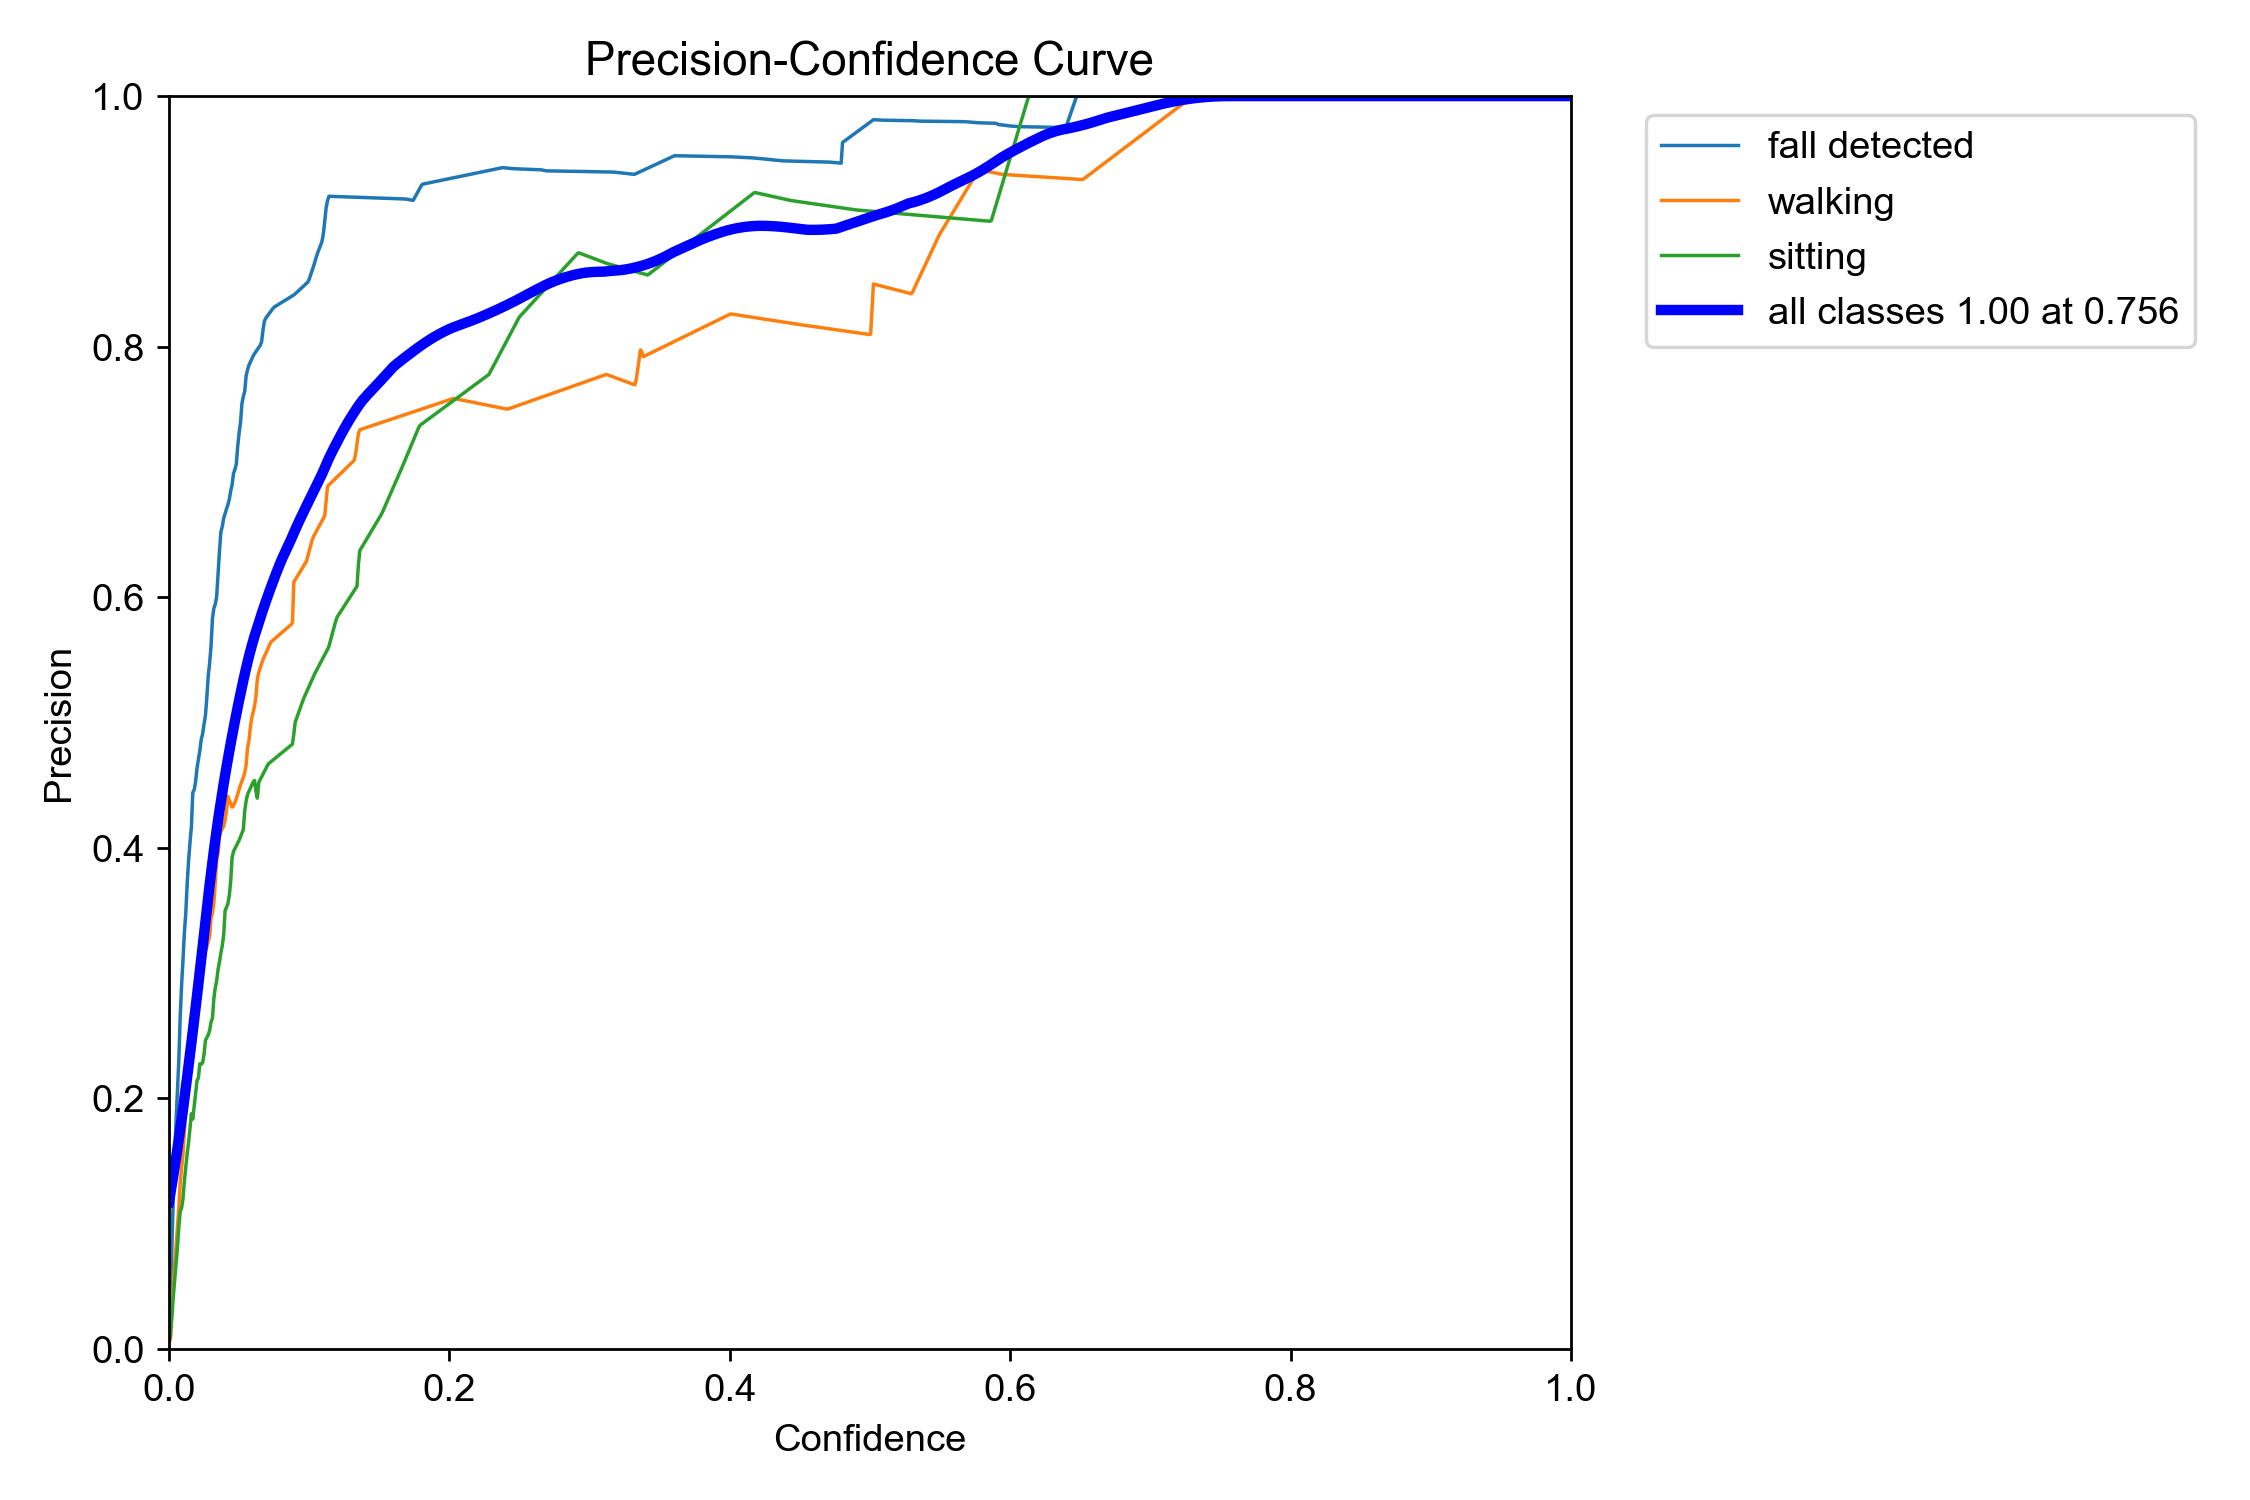 Precision-Confidence Curve
1.0
0.8
0.6
0.4
0.2
0.0
Precision
0.0 0.2 0.4 0.6 0.8 1.0
Confidence
fall detected
walking
sitting
all classes 1.00 at 0.756